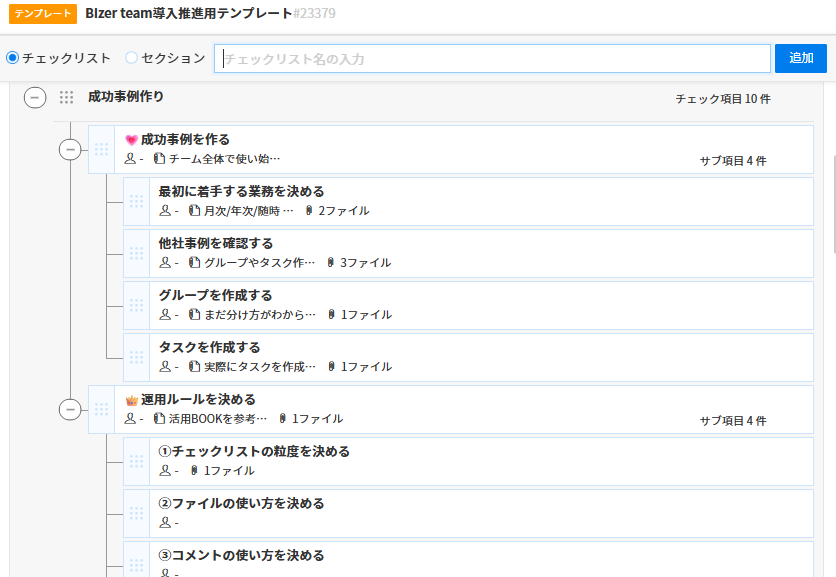 テンプレート Bizer team導入推進用テンプレート#23379
チェックリスト セクション チェックリスト名の入力 追加
成功事例作り チェック項目 10 件
💗成功事例を作る
- チーム全体で使い始… サブ項目 4 件
最初に着手する業務を決める
- 月次/年次/随時 … 2ファイル
他社事例を確認する
- グループやタスク作… 3ファイル
グループを作成する
- まだ分け方がわから… 1ファイル
タスクを作成する
- 実際にタスクを作成… 1ファイル
👑運用ルールを決める
- 活用BOOKを参考… 1ファイル サブ項目 4 件
①チェックリストの粒度を決める
- 1ファイル
②ファイルの使い方を決める
-
③コメントの使い方を決める
-